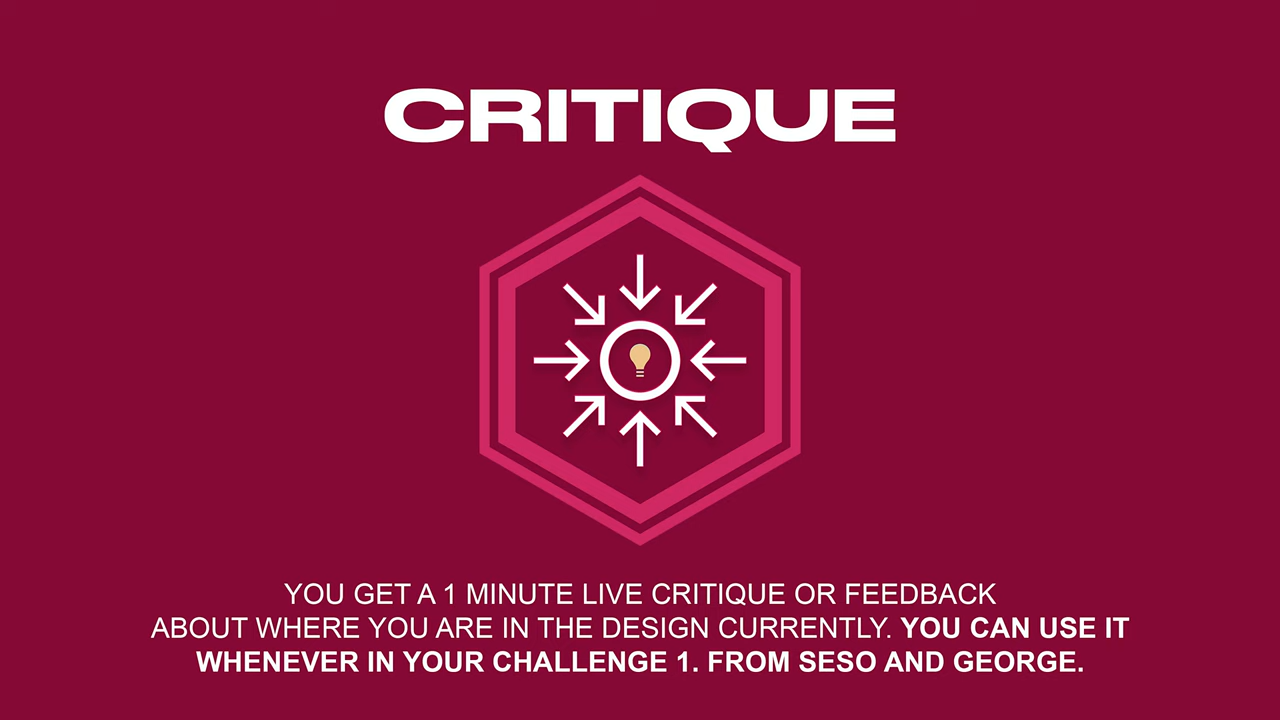 CRITIQUE
YOU GET A 1 MINUTE LIVE CRITIQUE OR FEEDBACK
ABOUT WHERE YOU ARE IN THE DESIGN CURRENTLY. YOU CAN USE IT
WHENEVER IN YOUR CHALLENGE 1. FROM SESO AND GEORGE.